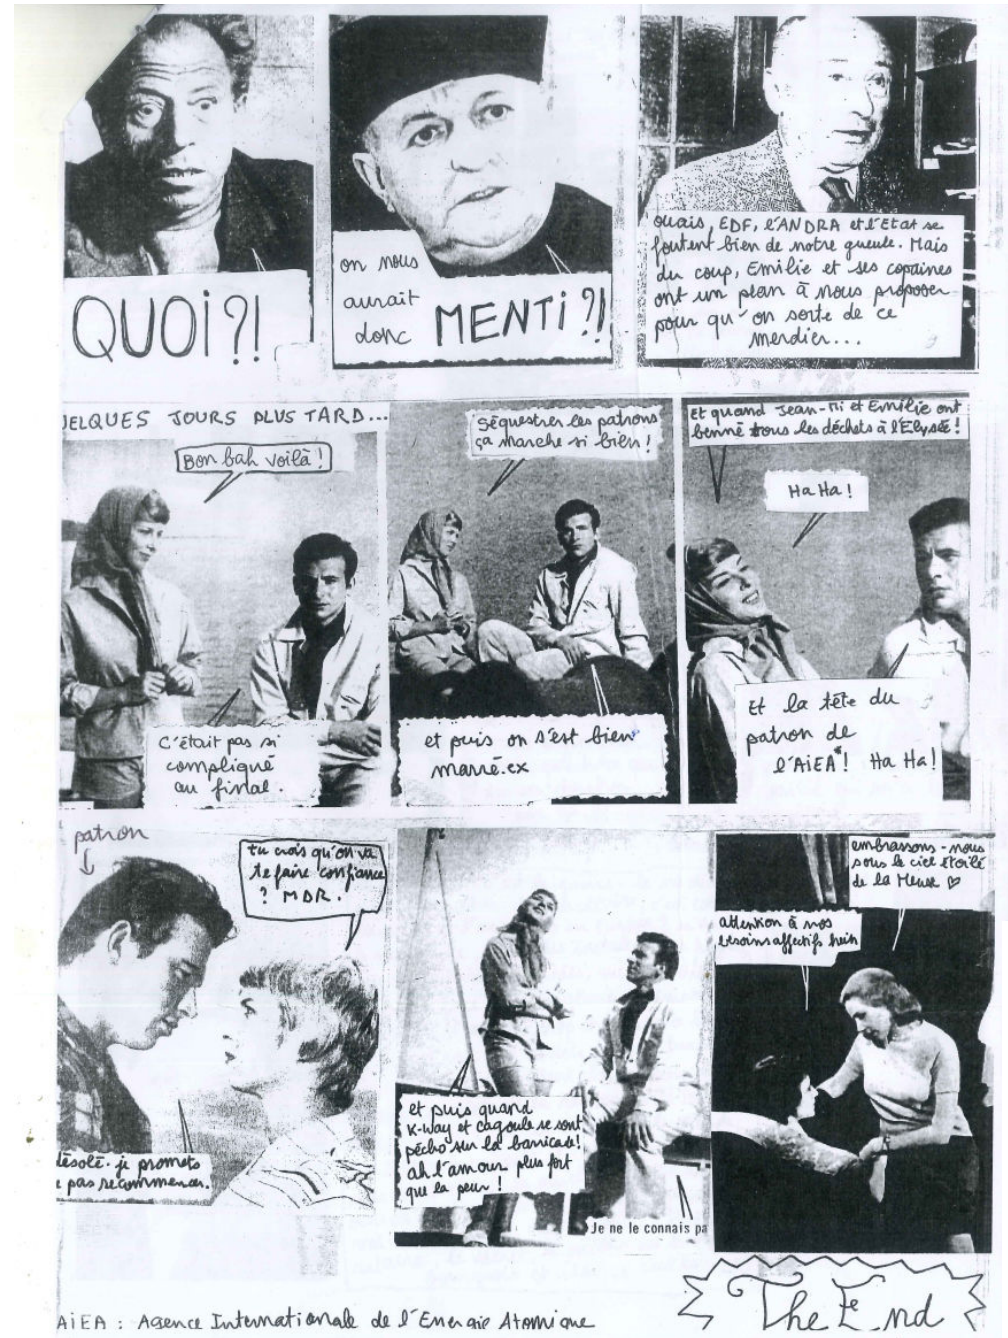 QUOI?!
on nous
aurait
donc MENTI?!
ouais, EDF, l'ANDRA et l'Etat se
foutent bien de notre gueule. Mais
du coup, Emilie et ses copaines
ont un plan à nous proposer
pour qu'on sorte de ce
merdier...
UELQUES JOURS PLUS TARD...
Bon bah voilà!
C'était pas si
compliqué
au final.
Séquestrer les patrons
ça marche si bien!
et puis on s'est bien
marré.ex
Et quand Jean-Mi et Emilie ont
benné tous les déchets à l'Elysée!
Ha Ha!
Et la tête du
patron de
l'AiEA*! Ha Ha!
patron
tu crois qu'on va
te faire confiance
? MDR.
désolé. je promets
e pas recommencer.
et puis quand
K-Way et cagoule se sont
pécho sur la barricade!
ah l'amour plus fort
que la peur!
Je ne le connais pa
embrassons-nous
sous le ciel étoilé
de la Meuse ♡
attention à nos
besoins affectifs hein
The End
AiEA : Agence Internationale de l'Energie Atomique